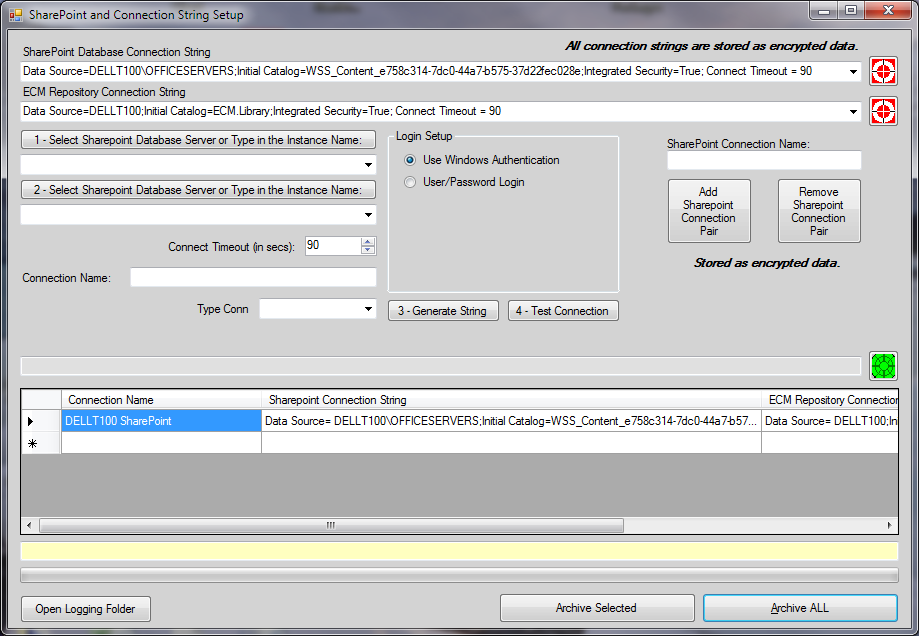 SharePoint and Connection String Setup
SharePoint Database Connection String
All connection strings are stored as encrypted data.
Data Source=DELLT100\OFFICESERVERS;Initial Catalog=WSS_Content_e758c314-7dc0-44a7-b575-37d22fec028e;Integrated Security=True; Connect Timeout = 90
ECM Repository Connection String
Data Source=DELLT100;Initial Catalog=ECM.Library;Integrated Security=True; Connect Timeout = 90
1 - Select Sharepoint Database Server or Type in the Instance Name:
2 - Select Sharepoint Database Server or Type in the Instance Name:
Connect Timeout (in secs):
90
Connection Name:
Type Conn
Login Setup
Use Windows Authentication
User/Password Login
3 - Generate String
4 - Test Connection
SharePoint Connection Name:
Add
Sharepoint
Connection
Pair
Remove
Sharepoint
Connection
Pair
Stored as encrypted data.
Connection Name
Sharepoint Connection String
ECM Repository Connection
DELLT100 SharePoint
Data Source= DELLT100\OFFICESERVERS;Initial Catalog=WSS_Content_e758c314-7dc0-44a7-b57...
Data Source= DELLT100;In
Open Logging Folder
Archive Selected
Archive ALL